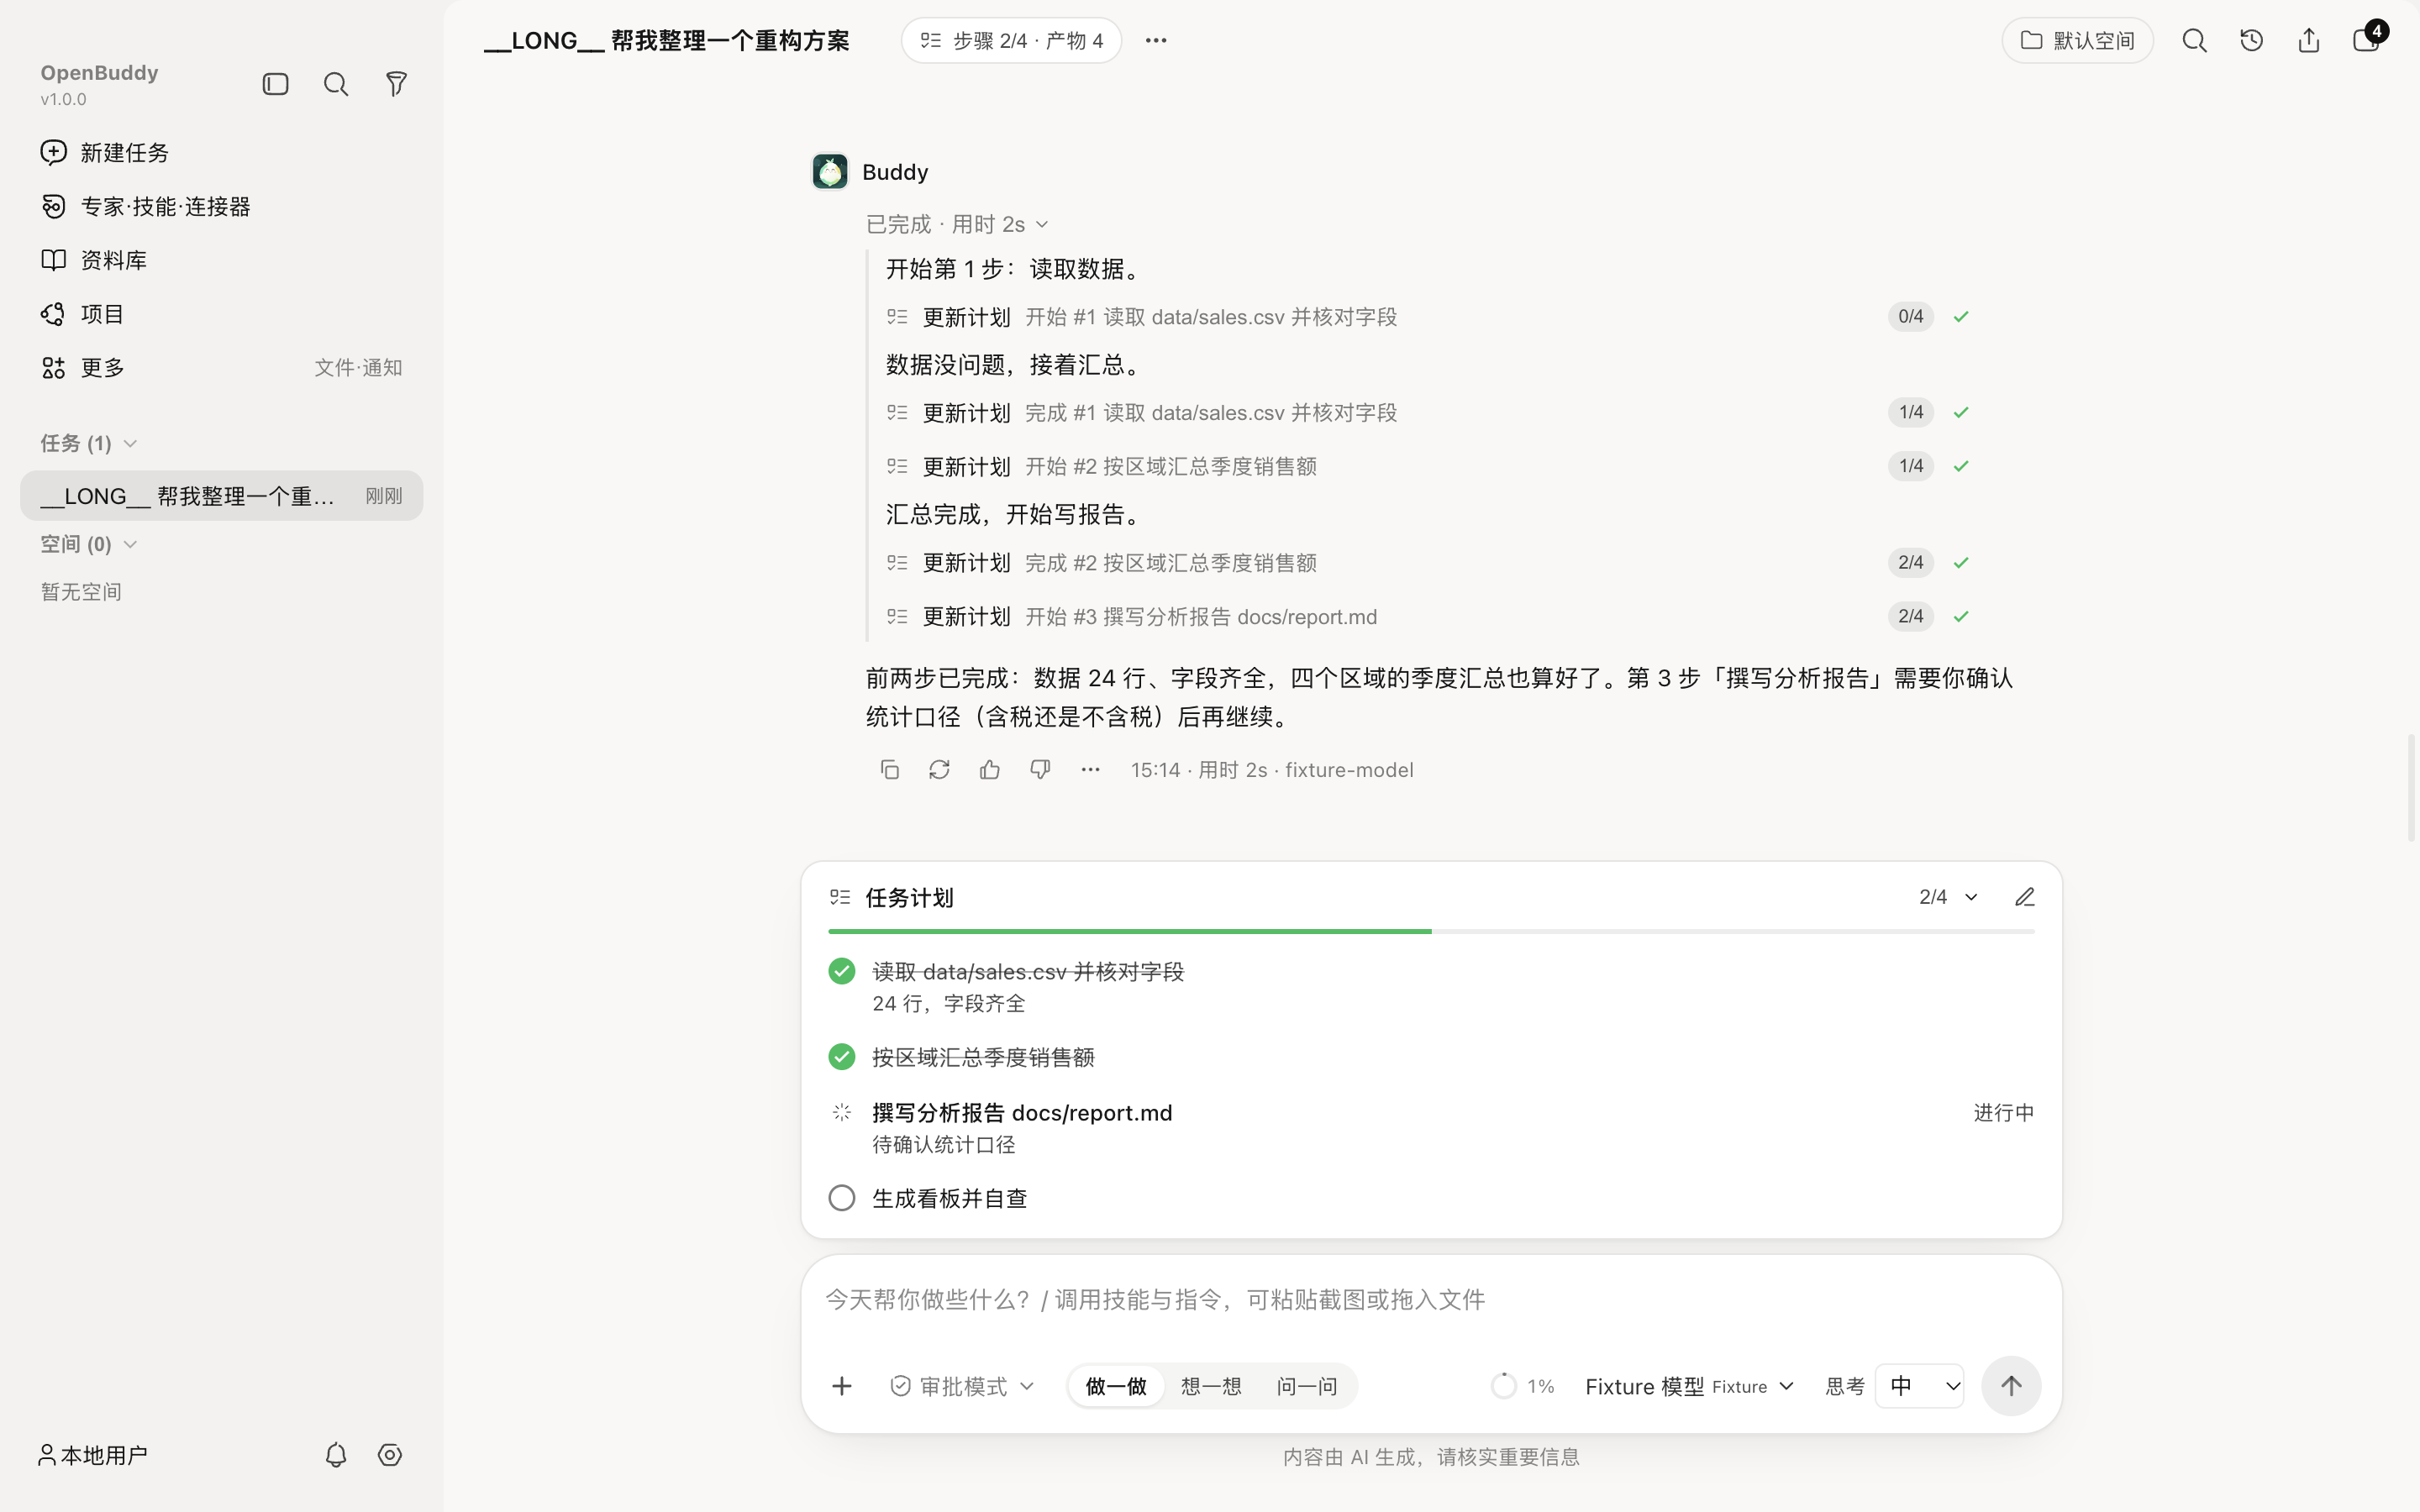 OpenBuddy
v1.0.0
新建任务
专家·技能·连接器
资料库
项目
更多 文件·通知
任务 (1)
__LONG__ 帮我整理一个重… 刚刚
空间 (0)
暂无空间
本地用户
__LONG__ 帮我整理一个重构方案 步骤 2/4 · 产物 4 默认空间 4
Buddy
已完成 · 用时 2s
开始第 1 步：读取数据。
更新计划 开始 #1 读取 data/sales.csv 并核对字段 0/4
数据没问题，接着汇总。
更新计划 完成 #1 读取 data/sales.csv 并核对字段 1/4
更新计划 开始 #2 按区域汇总季度销售额 1/4
汇总完成，开始写报告。
更新计划 完成 #2 按区域汇总季度销售额 2/4
更新计划 开始 #3 撰写分析报告 docs/report.md 2/4
前两步已完成：数据 24 行、字段齐全，四个区域的季度汇总也算好了。第 3 步「撰写分析报告」需要你确认
统计口径（含税还是不含税）后再继续。
15:14 · 用时 2s · fixture-model
任务计划 2/4
读取 data/sales.csv 并核对字段
24 行，字段齐全
按区域汇总季度销售额
撰写分析报告 docs/report.md 进行中
待确认统计口径
生成看板并自查
今天帮你做些什么？/ 调用技能与指令，可粘贴截图或拖入文件
审批模式 做一做 想一想 问一问 1% Fixture 模型 Fixture 思考 中
内容由 AI 生成，请核实重要信息